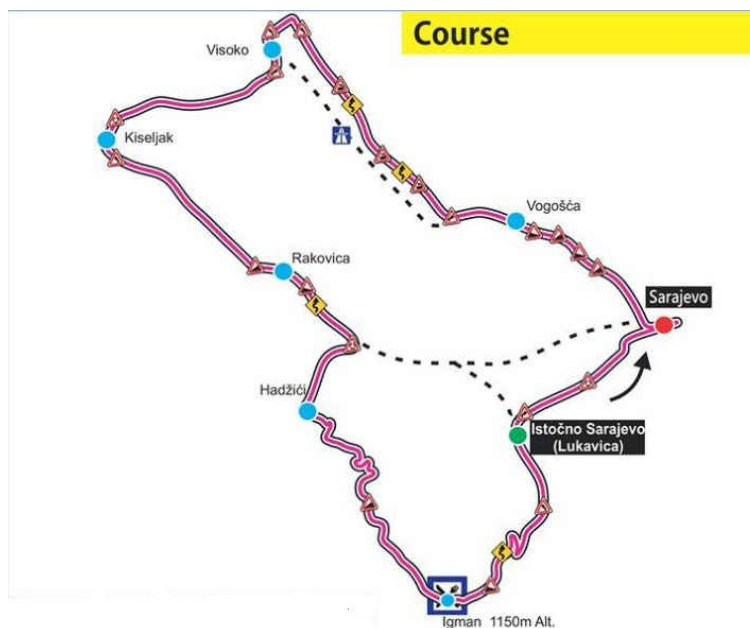 Course
Visoko
Kiseljak
Vogošća
Rakovica
Sarajevo
Hadžići
Istočno Sarajevo
(Lukavica)
Igman 1150m Alt.